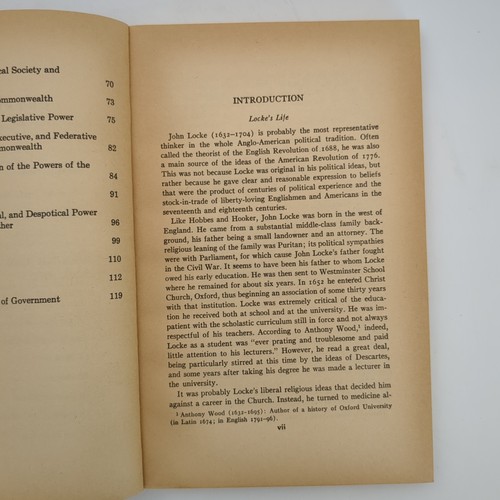 cal Society and
70
ommonwealth 73
Legislative Power 75
xecutive, and Federative
monwealth 82
n of the Powers of the
84
91
al, and Despotical Power
ther 96
99
110
112
of Government 119
INTRODUCTION
Locke's Life
John Locke (1632–1704) is probably the most representative
thinker in the whole Anglo-American political tradition. Often
called the theorist of the English Revolution of 1688, he was also
a main source of the ideas of the American Revolution of 1776.
This was not because Locke was original in his political ideas, but
rather because he gave clear and reasonable expression to beliefs
that were the product of centuries of political experience and the
stock-in-trade of liberty-loving Englishmen and Americans in the
seventeenth and eighteenth centuries.
Like Hobbes and Hooker, John Locke was born in the west of
England. He came from a substantial middle-class family back-
ground, his father being a small landowner and an attorney. The
religious leaning of the family was Puritan; its political sympathies
were with Parliament, for which cause John Locke's father fought
in the Civil War. It seems to have been his father to whom Locke
owed his early education. He was then sent to Westminster School
where he remained for about six years. In 1652 he entered Christ
Church, Oxford, thus beginning an association of some thirty years
with that institution. Locke was extremely critical of the educa-
tion he received both at school and at the university. He was im-
patient with the scholastic curriculum still in force and not always
respectful of his teachers. According to Anthony Wood,¹ indeed,
Locke as a student was "ever prating and troublesome and paid
little attention to his lecturers." However, he read a great deal,
being particularly stirred at this time by the ideas of Descartes,
and some years after taking his degree he was made a lecturer in
the university.
It was probably Locke's liberal religious ideas that decided him
against a career in the Church. Instead, he turned to medicine al-
¹ Anthony Wood (1632–1695): Author of a history of Oxford University
(in Latin 1674; in English 1791–96).
vii